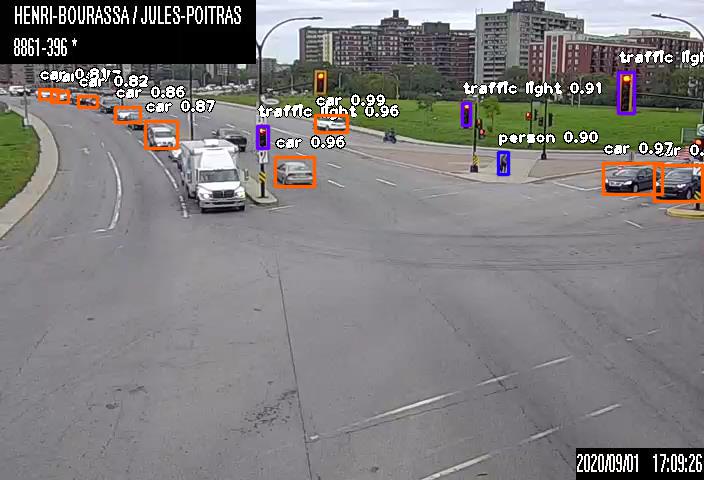 HENRI-BOURASSA / JULES-POITRAS
8861-396 *
car 0.82
car 0.86
car 0.87
traffic light 0.96
car 0.99
car 0.96
traffic light 0.91
person 0.90
car 0.97
2020/09/01 17:09:26